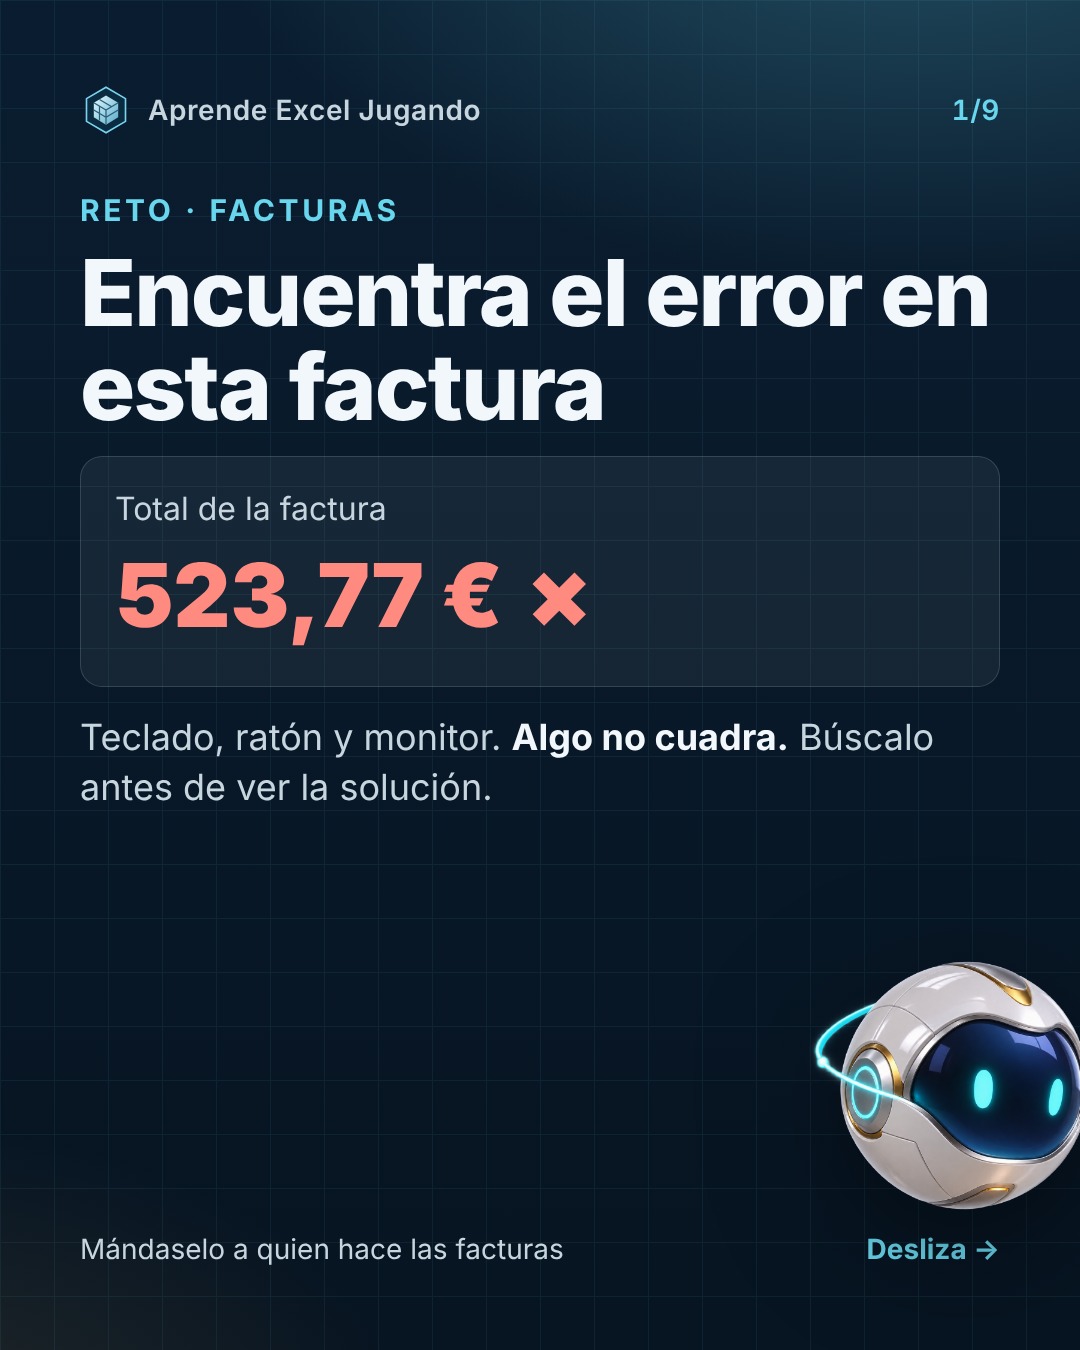 Aprende Excel Jugando
1/9
RETO · FACTURAS
Encuentra el error en
esta factura
Total de la factura
523,77 € ×
Teclado, ratón y monitor. Algo no cuadra. Búscalo
antes de ver la solución.
Mándaselo a quien hace las facturas
Desliza →